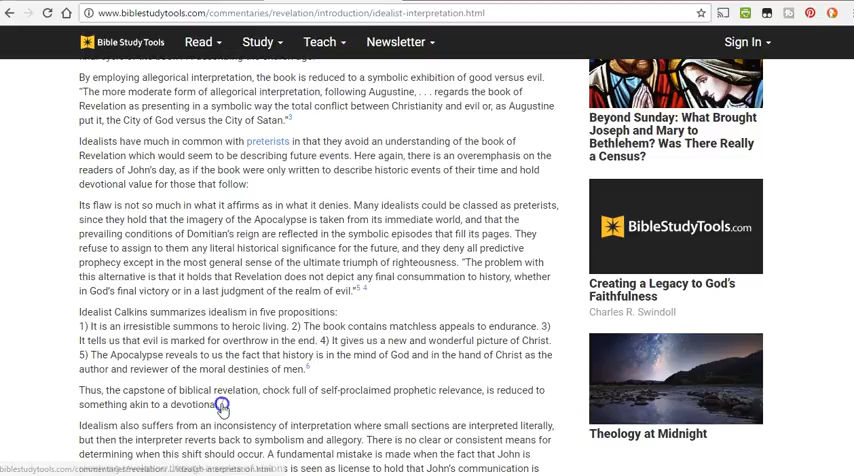 www.biblestudytools.com/commentaries/revelation/introduction/idealist-interpretation.html
Bible Study Tools
Read
Study
Teach
Newsletter
Sign In
By employing allegorical interpretation, the book is reduced to a symbolic exhibition of good versus evil.
"The more moderate form of allegorical interpretation, following Augustine, . . . regards the book of
Revelation as presenting in a symbolic way the total conflict between Christianity and evil or, as Augustine
put it, the City of God versus the City of Satan."3
Idealists have much in common with preterists in that they avoid an understanding of the book of
Revelation which would seem to be describing future events. Here again, there is an overemphasis on the
readers of John's day, as if the book were only written to describe historic events of their time and hold
devotional value for those that follow:
Its flaw is not so much in what it affirms as in what it denies. Many idealists could be classed as preterists,
since they hold that the imagery of the Apocalypse is taken from its immediate world, and that the
prevailing conditions of Domitian's reign are reflected in the symbolic episodes that fill its pages. They
refuse to assign to them any literal historical significance for the future, and they deny all predictive
prophecy except in the most general sense of the ultimate triumph of righteousness. "The problem with
this alternative is that it holds that Revelation does not depict any final consummation to history, whether
in God's final victory or in a last judgment of the realm of evil."5 4
Idealist Calkins summarizes idealism in five propositions:
1) It is an irresistible summons to heroic living. 2) The book contains matchless appeals to endurance. 3)
It tells us that evil is marked for overthrow in the end. 4) It gives us a new and wonderful picture of Christ.
5) The Apocalypse reveals to us the fact that history is in the mind of God and in the hand of Christ as the
author and reviewer of the moral destinies of men.6
Thus, the capstone of biblical revelation, chock full of self-proclaimed prophetic relevance, is reduced to
something akin to a devotional
Idealism also suffers from an inconsistency of interpretation where small sections are interpreted literally,
but then the interpreter reverts back to symbolism and allegory. There is no clear or consistent means for
determining when this shift should occur. A fundamental mistake is made when the fact that John is
is seen as license to hold that John's communication is
Beyond Sunday: What Brought
Joseph and Mary to
Bethlehem? Was There Really
a Census?
BibleStudyTools.com
Creating a Legacy to God's
Faithfulness
Charles R. Swindoll
Theology at Midnight